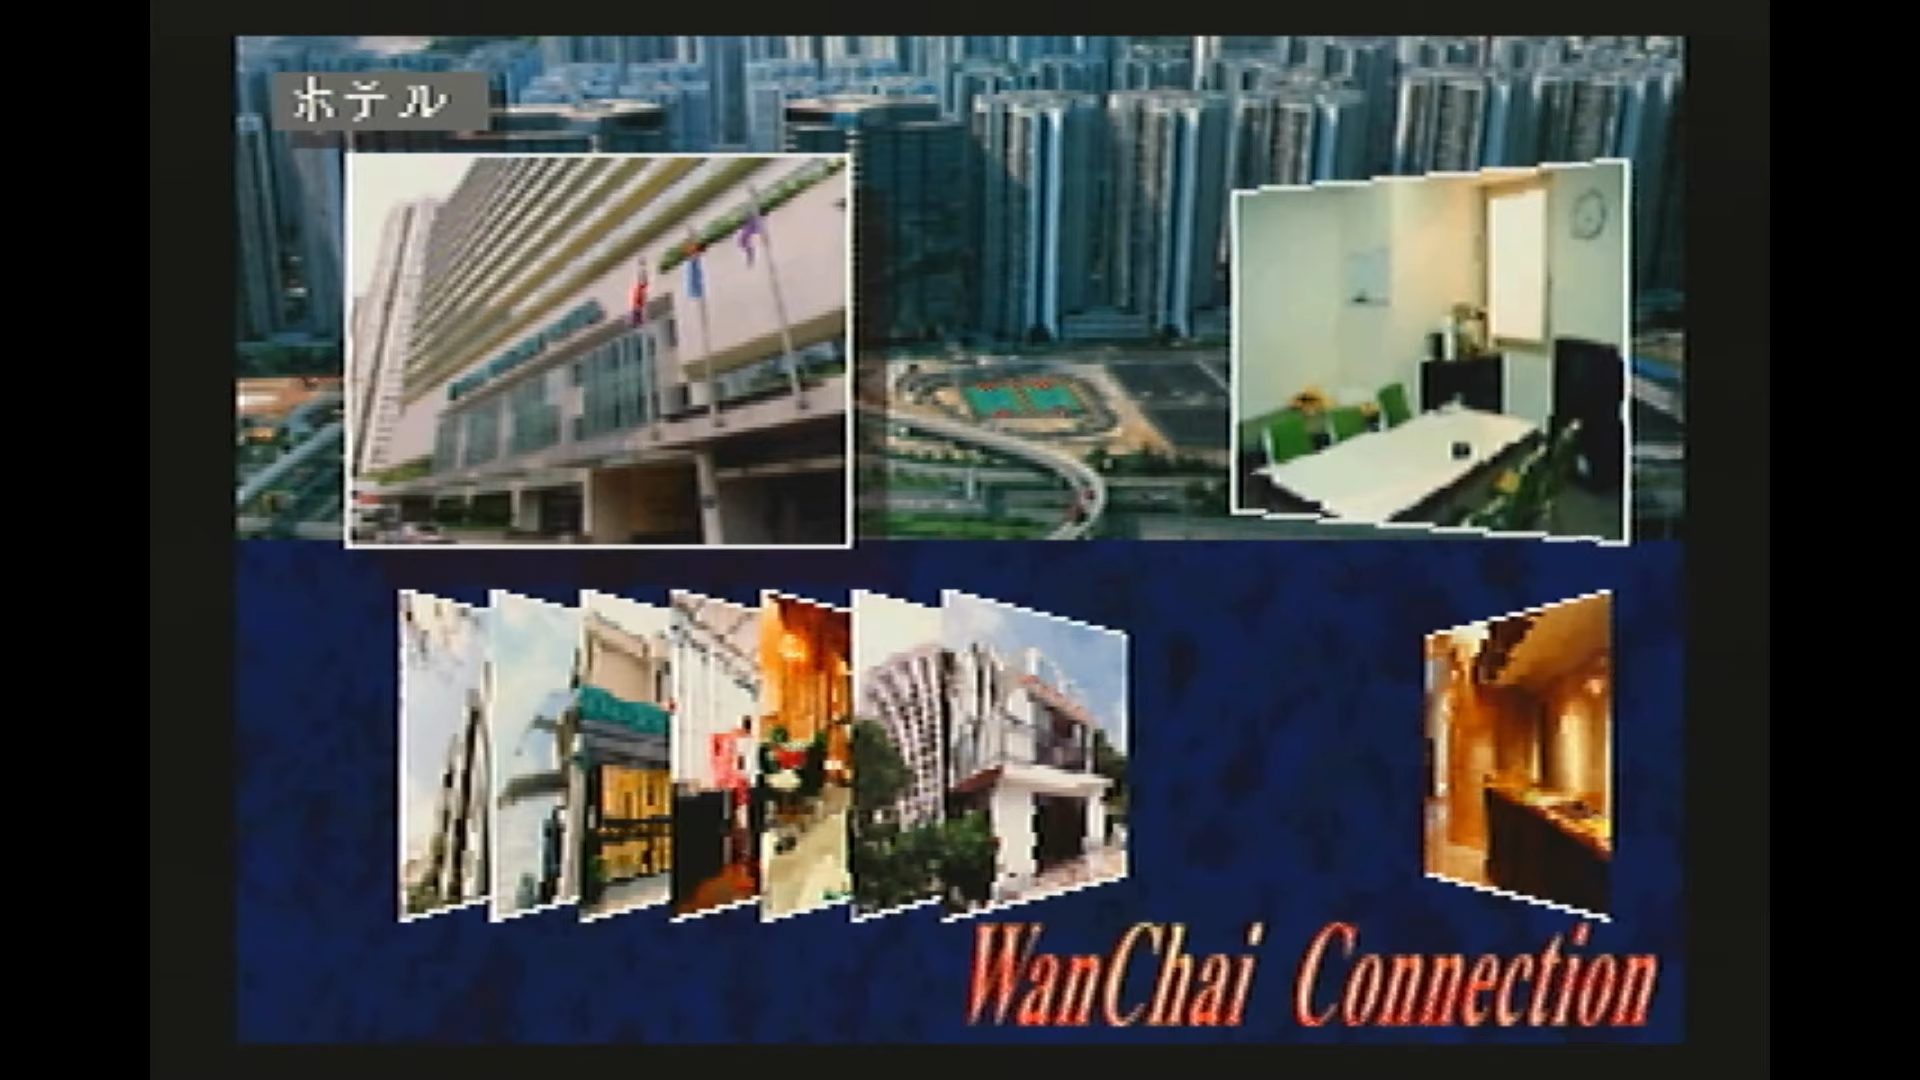 ホテル
WanChai Connection